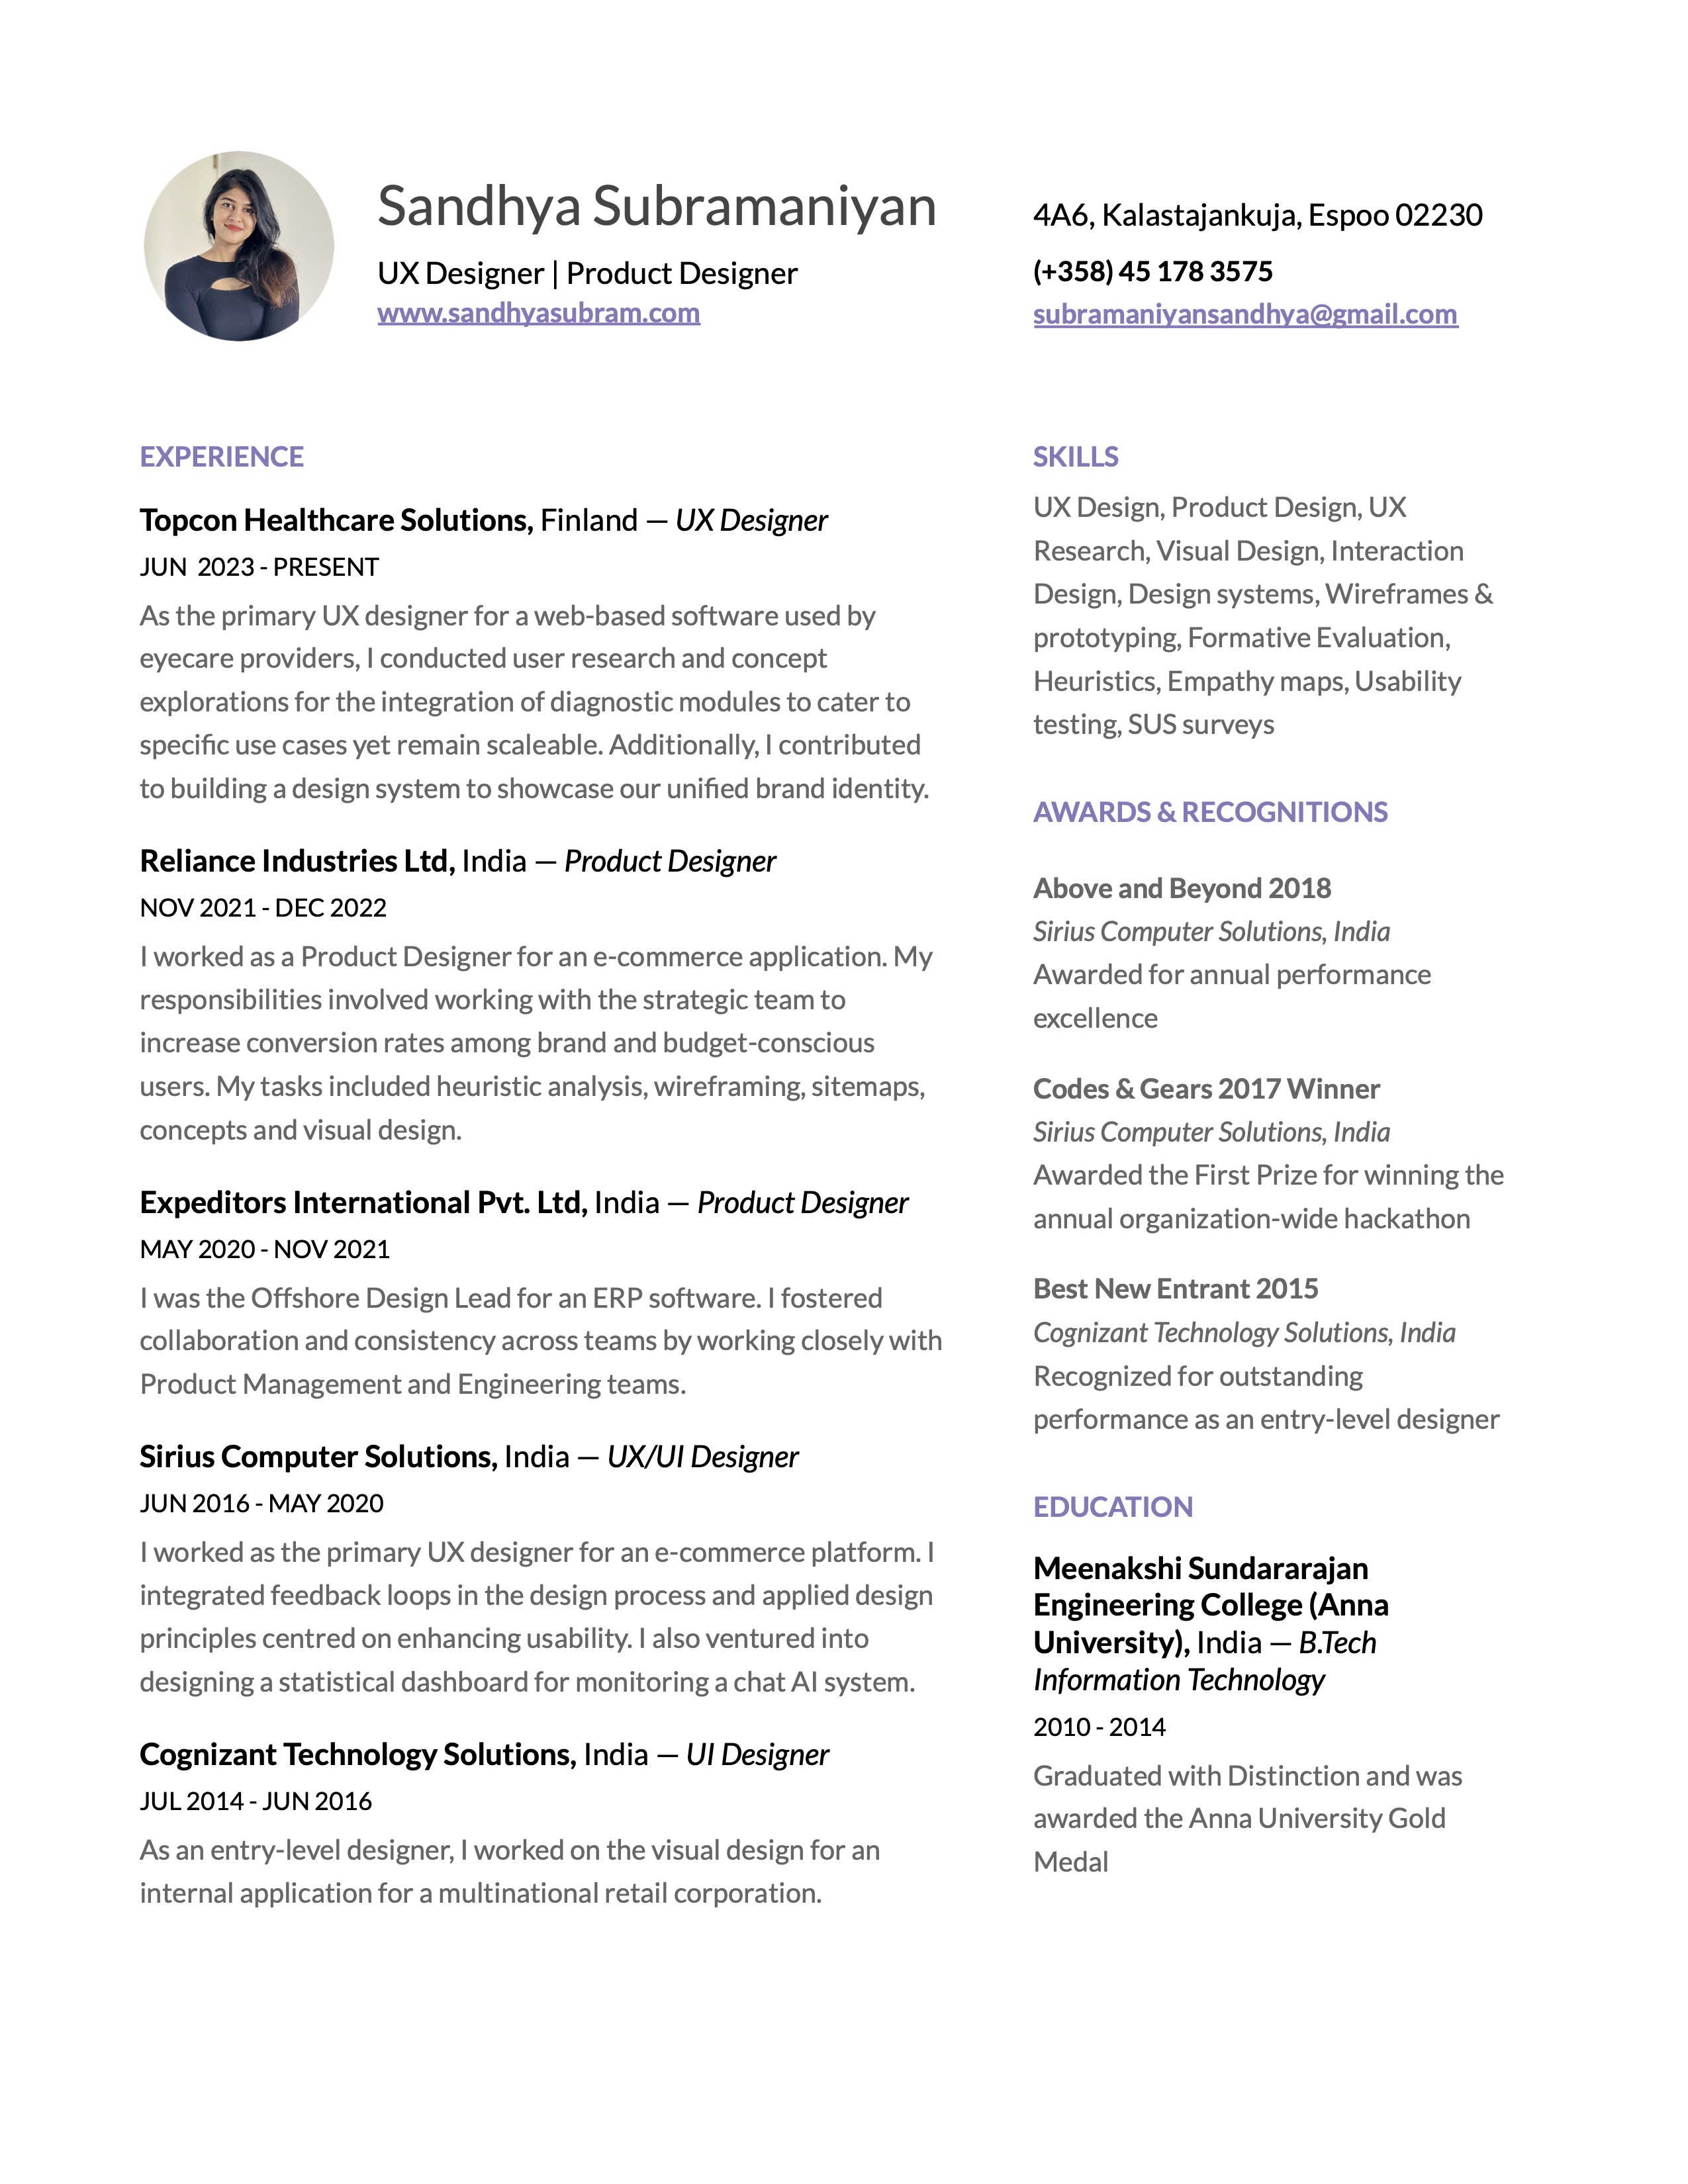 Sandhya Subramaniyan
UX Designer | Product Designer
www.sandhyasubram.com
4A6, Kalastajankuja, Espoo 02230
(+358) 45 178 3575
subramaniyansandhya@gmail.com
EXPERIENCE
Topcon Healthcare Solutions, Finland — UX Designer
JUN 2023 - PRESENT
As the primary UX designer for a web-based software used by
eyecare providers, I conducted user research and concept
explorations for the integration of diagnostic modules to cater to
specific use cases yet remain scaleable. Additionally, I contributed
to building a design system to showcase our unified brand identity.
Reliance Industries Ltd, India — Product Designer
NOV 2021 - DEC 2022
I worked as a Product Designer for an e-commerce application. My
responsibilities involved working with the strategic team to
increase conversion rates among brand and budget-conscious
users. My tasks included heuristic analysis, wireframing, sitemaps,
concepts and visual design.
Expeditors International Pvt. Ltd, India — Product Designer
MAY 2020 - NOV 2021
I was the Offshore Design Lead for an ERP software. I fostered
collaboration and consistency across teams by working closely with
Product Management and Engineering teams.
Sirius Computer Solutions, India — UX/UI Designer
JUN 2016 - MAY 2020
I worked as the primary UX designer for an e-commerce platform. I
integrated feedback loops in the design process and applied design
principles centred on enhancing usability. I also ventured into
designing a statistical dashboard for monitoring a chat AI system.
Cognizant Technology Solutions, India — UI Designer
JUL 2014 - JUN 2016
As an entry-level designer, I worked on the visual design for an
internal application for a multinational retail corporation.
SKILLS
UX Design, Product Design, UX
Research, Visual Design, Interaction
Design, Design systems, Wireframes &
prototyping, Formative Evaluation,
Heuristics, Empathy maps, Usability
testing, SUS surveys
AWARDS & RECOGNITIONS
Above and Beyond 2018
Sirius Computer Solutions, India
Awarded for annual performance
excellence
Codes & Gears 2017 Winner
Sirius Computer Solutions, India
Awarded the First Prize for winning the
annual organization-wide hackathon
Best New Entrant 2015
Cognizant Technology Solutions, India
Recognized for outstanding
performance as an entry-level designer
EDUCATION
Meenakshi Sundararajan
Engineering College (Anna
University), India — B.Tech
Information Technology
2010 - 2014
Graduated with Distinction and was
awarded the Anna University Gold
Medal